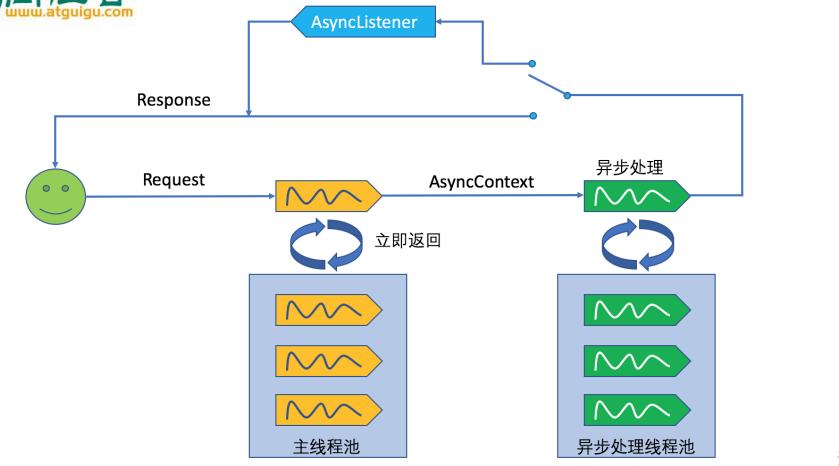 www.atguigu.com
AsyncListener
Response
Request
AsyncContext
异步处理
立即返回
主线程池
异步处理线程池